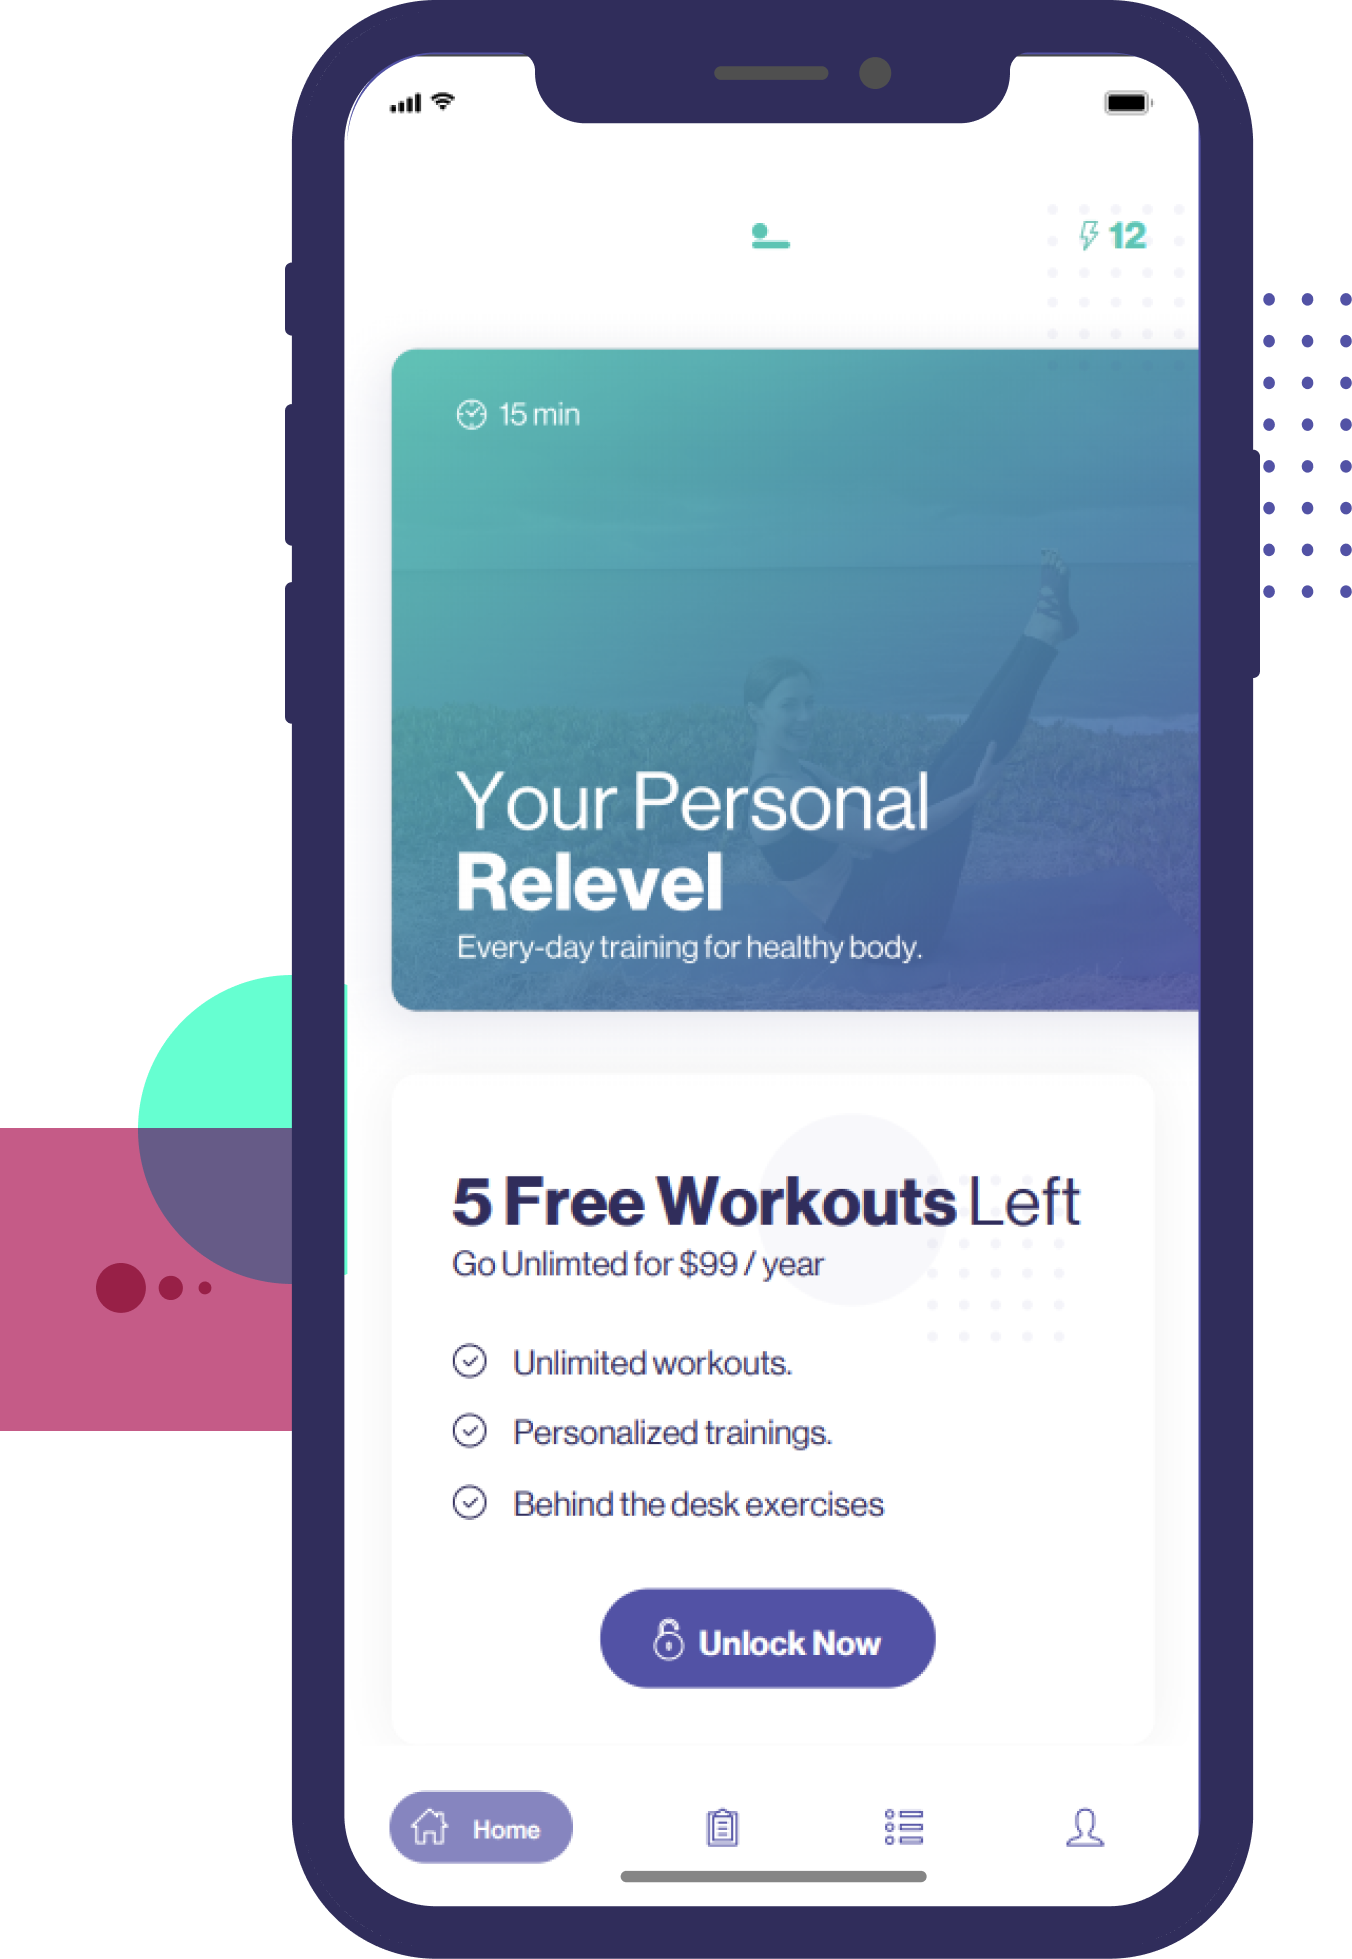 12
15 min
Your Personal
Relevel
Every-day training for healthy body.
5 Free Workouts Left
Go Unlimted for $99 / year
Unlimited workouts.
Personalized trainings.
Behind the desk exercises
Unlock Now
Home